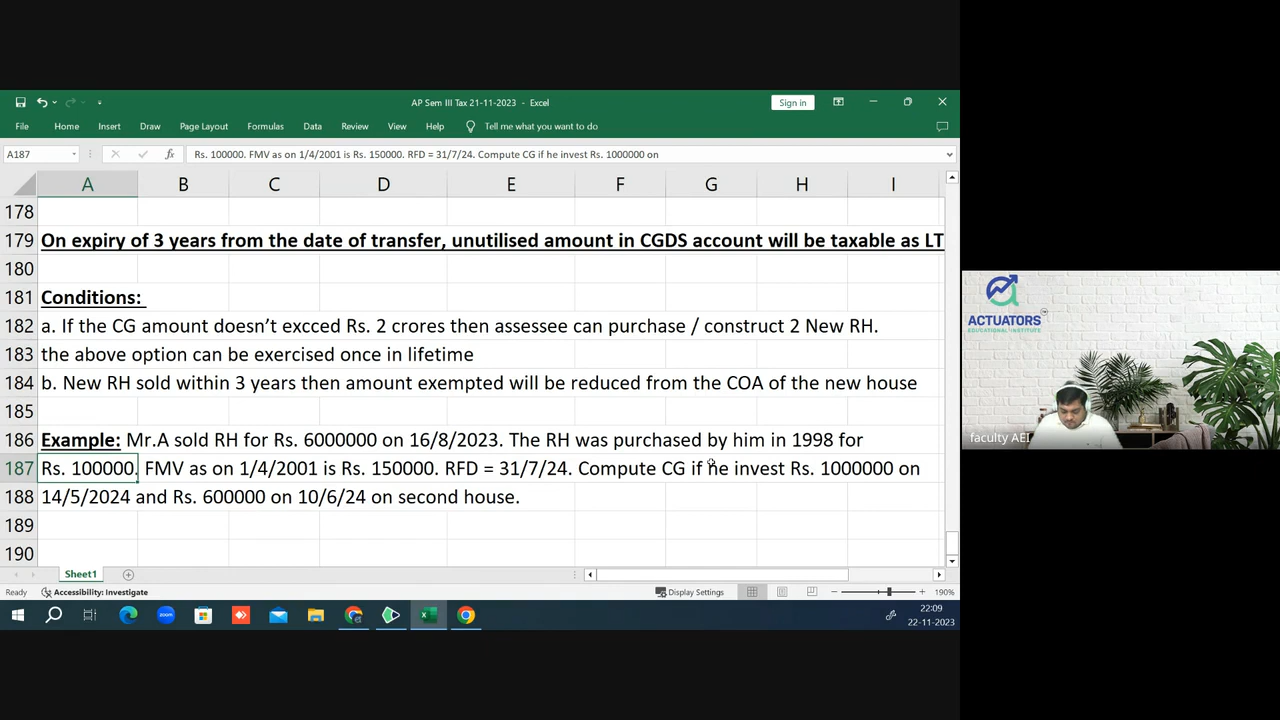 AP Sem III Tax 21-11-2023 - Excel
Sign in
File Home Insert Draw Page Layout Formulas Data Review View Help Tell me what you want to do
A187 fx Rs. 100000. FMV as on 1/4/2001 is Rs. 150000. RFD = 31/7/24. Compute CG if he invest Rs. 1000000 on
A B C D E F G H I
178
179 On expiry of 3 years from the date of transfer, unutilised amount in CGDS account will be taxable as LT
180
181 Conditions:
182 a. If the CG amount doesn't exccced Rs. 2 crores then assessee can purchase / construct 2 New RH.
183 the above option can be exercised once in lifetime
184 b. New RH sold within 3 years then amount exempted will be reduced from the COA of the new house
185
186 Example: Mr.A sold RH for Rs. 6000000 on 16/8/2023. The RH was purchased by him in 1998 for
187 Rs. 100000. FMV as on 1/4/2001 is Rs. 150000. RFD = 31/7/24. Compute CG if he invest Rs. 1000000 on
188 14/5/2024 and Rs. 600000 on 10/6/24 on second house.
189
190
Sheet1
Ready Accessibility: Investigate Display Settings 190%
22:09
22-11-2023
ACTUATORS
EDUCATIONAL INSTITUTE
faculty AEI